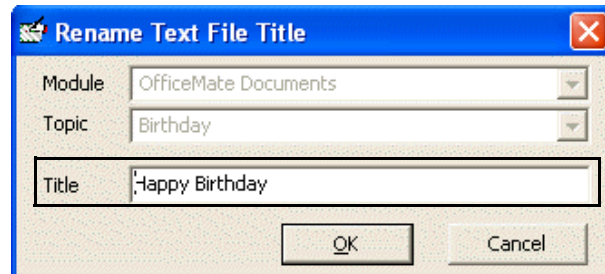 Rename Text File Title
Module OfficeMate Documents
Topic Birthday
Title Happy Birthday
OK Cancel